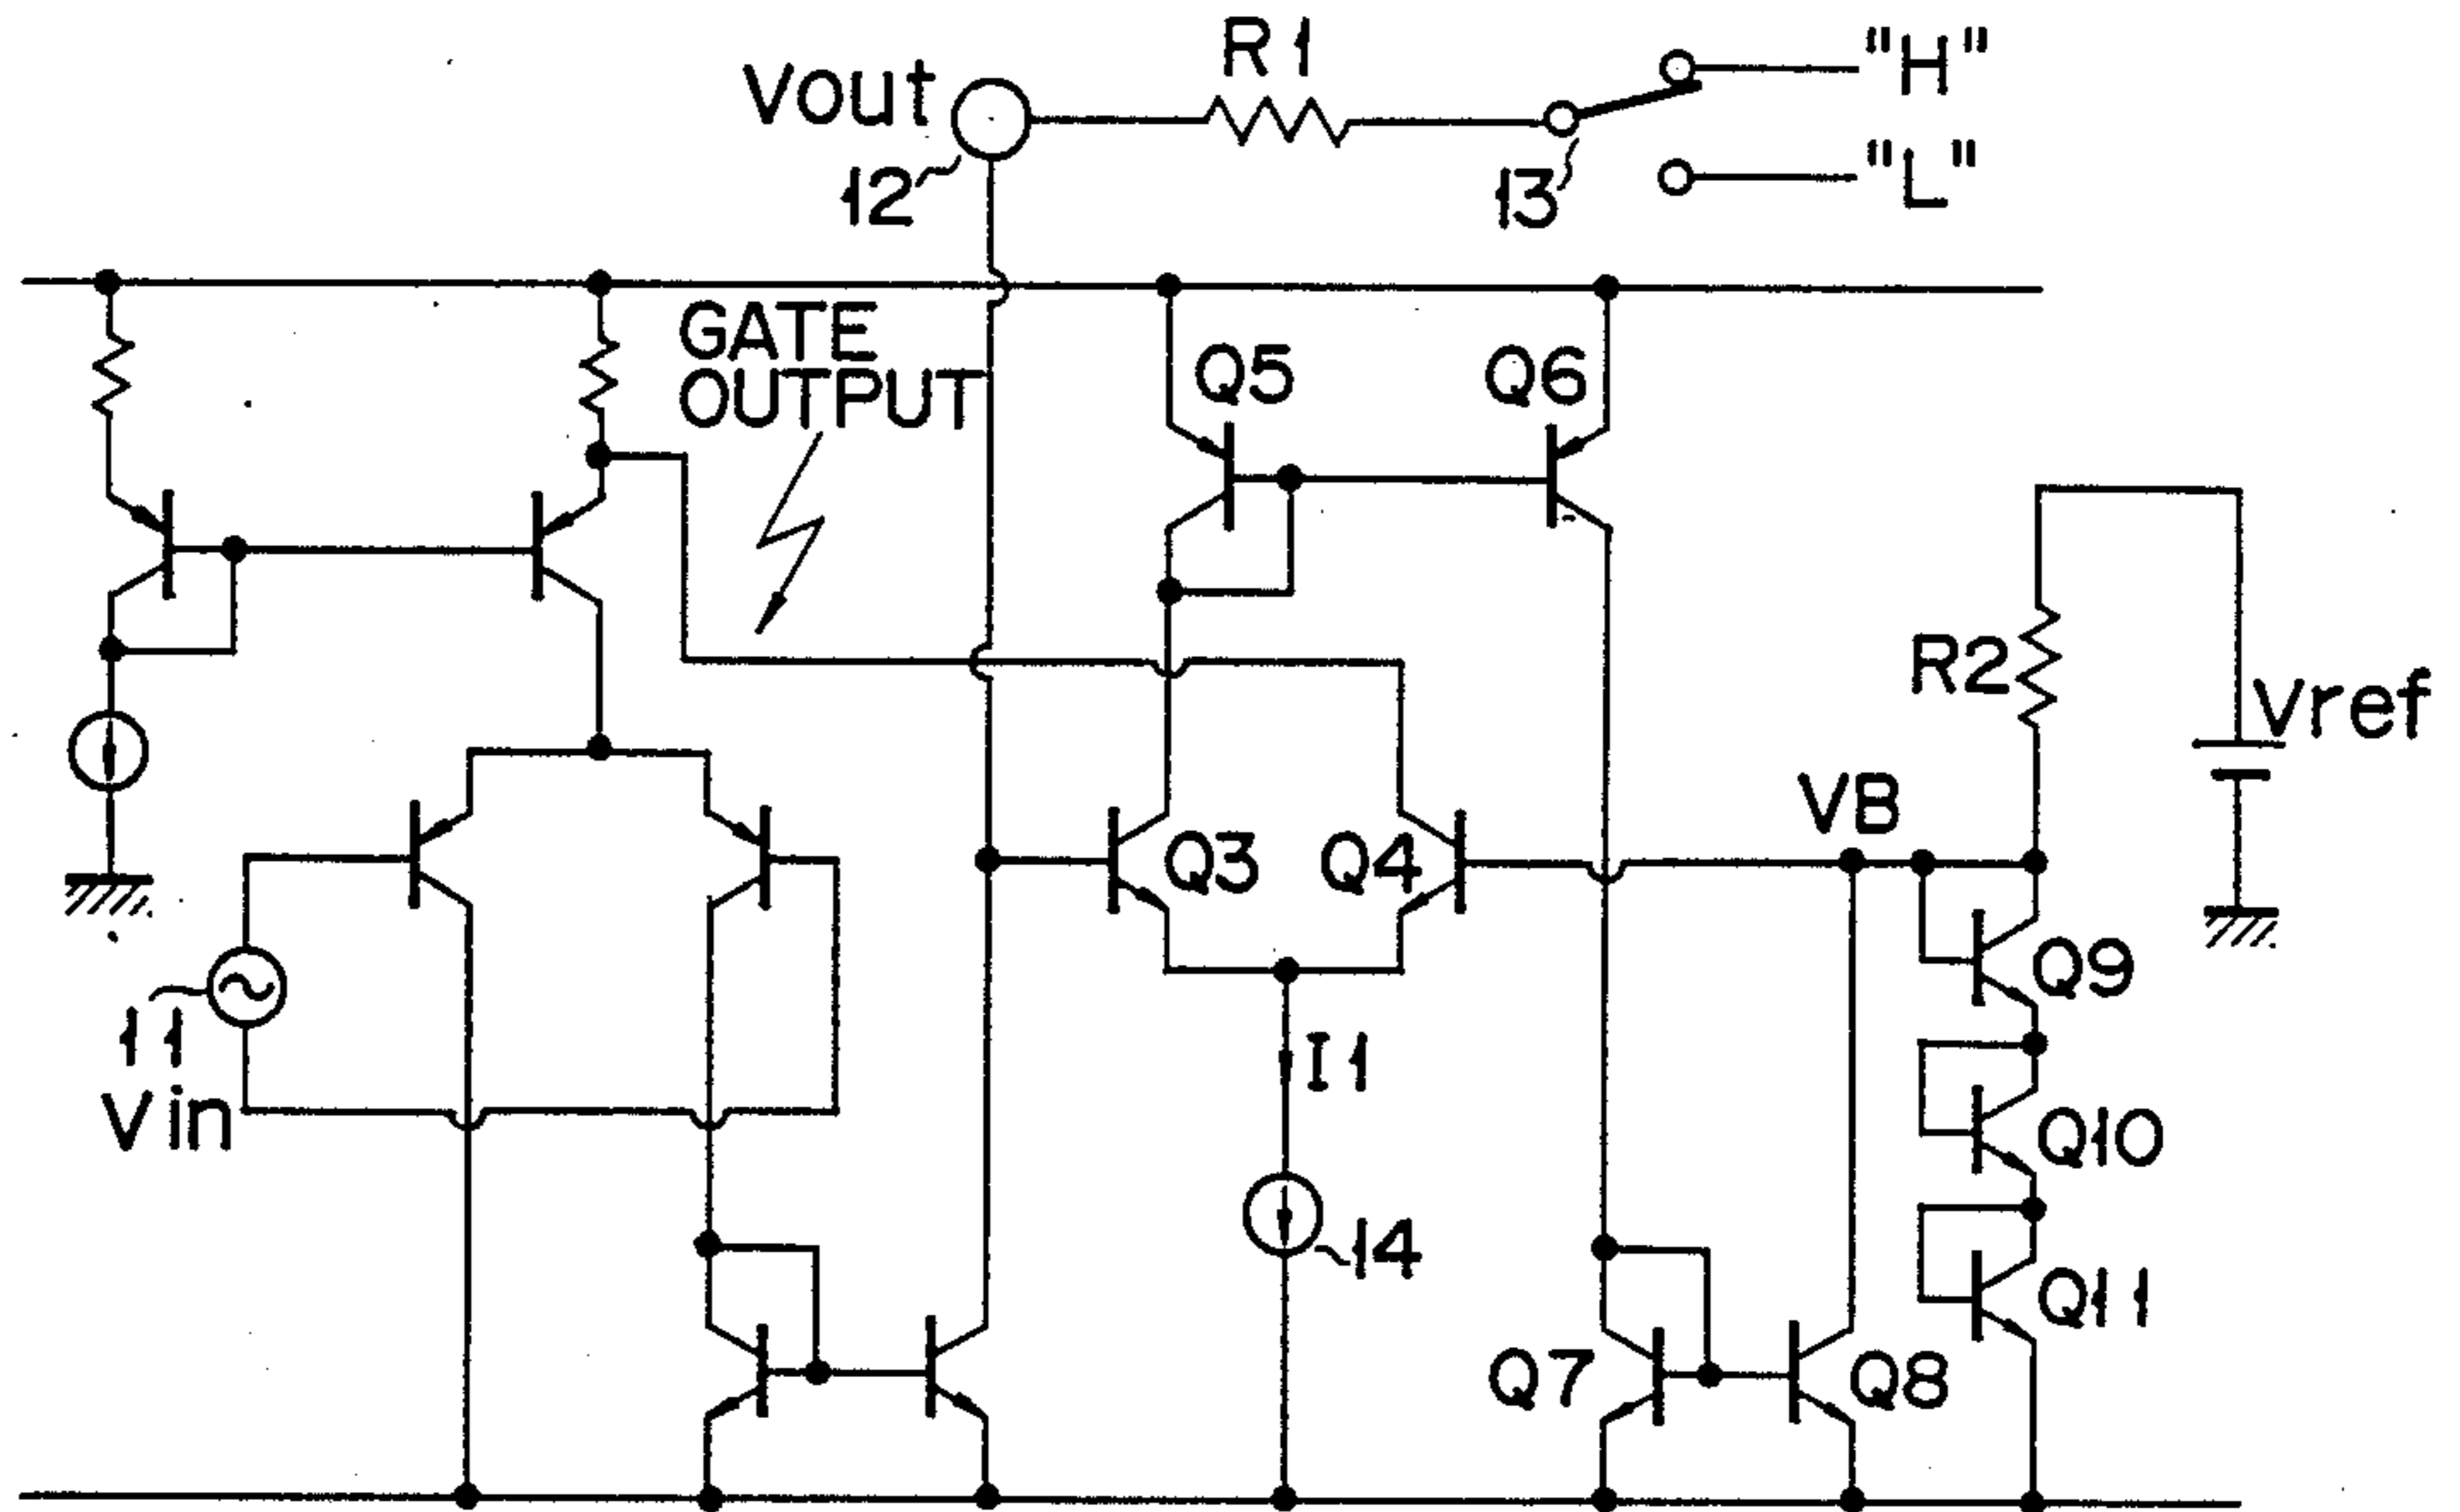 R1
"H"
Vout
12
13
"L"
GATE
OUTPUT
Q5
Q6
R2
Vref
VB
Q3
Q4
Q9
11
Vin
I1
Q10
14
Q11
Q7
Q8